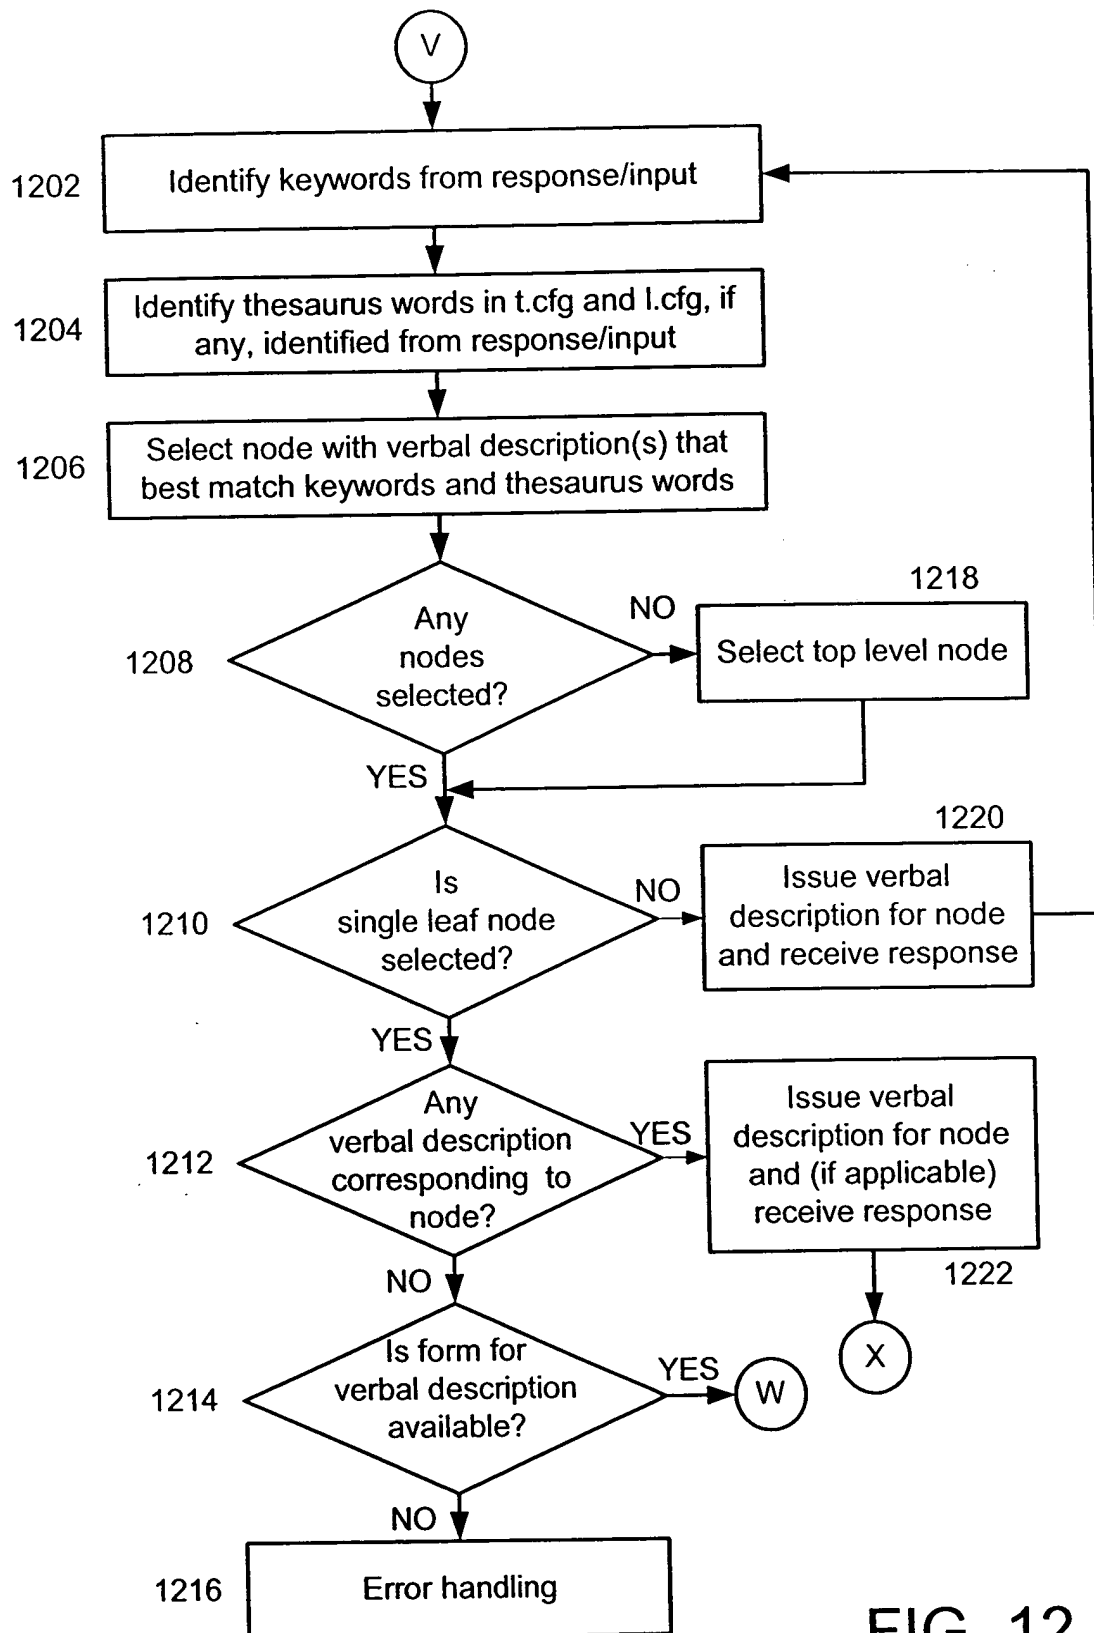 V
1202
Identify keywords from response/input
1204
Identify thesaurus words in t.cfg and l.cfg, if
any, identified from response/input
1206
Select node with verbal description(s) that
best match keywords and thesaurus words
1218
1208
Any
nodes
selected?
NO
Select top level node
YES
1220
1210
Is
single leaf node
selected?
NO
Issue verbal
description for node
and receive response
YES
1212
Any
verbal description
corresponding to
node?
YES
Issue verbal
description for node
and (if applicable)
receive response
1222
NO
X
1214
Is form for
verbal description
available?
YES
W
NO
1216
Error handling
FIG. 12